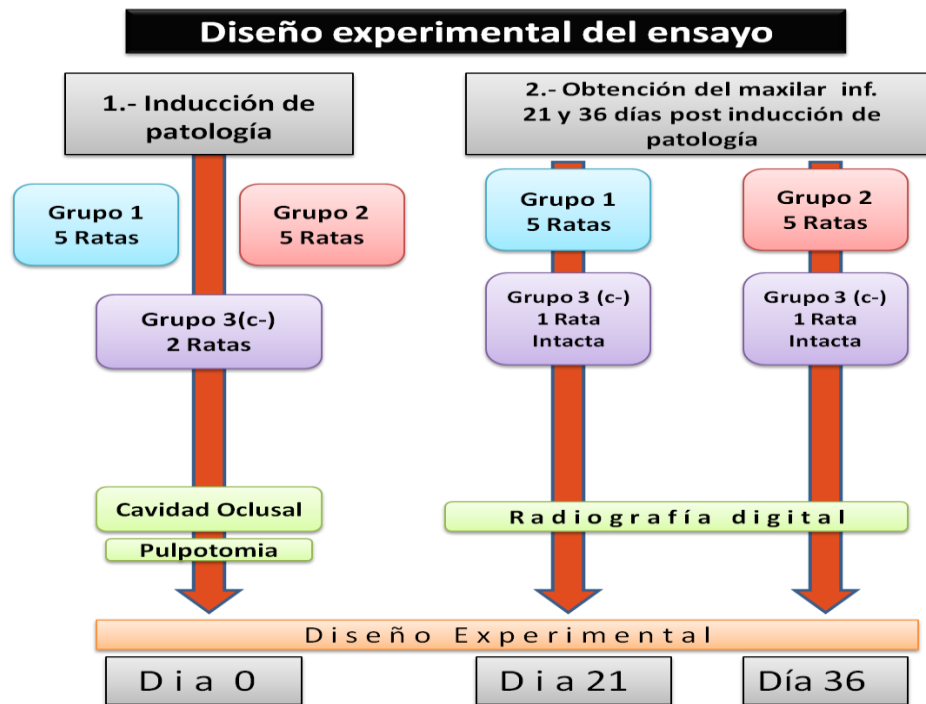 Diseño experimental del ensayo
1.- Inducción de
patología
2.- Obtención del maxilar inf.
21 y 36 días post inducción de
patología
Grupo 1
5 Ratas
Grupo 2
5 Ratas
Grupo 1
5 Ratas
Grupo 2
5 Ratas
Grupo 3(c-)
2 Ratas
Grupo 3 (c-)
1 Rata
Intacta
Grupo 3 (c-)
1 Rata
Intacta
Cavidad Oclusal
Pulpotomia
Radiografía digital
Diseño Experimental
Dia 0
Dia 21
Día 36